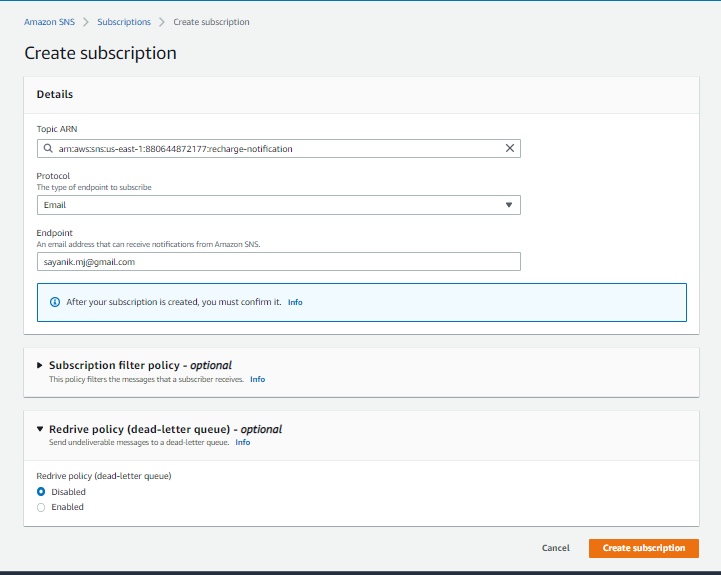 Amazon SNS > Subscriptions > Create subscription
Create subscription
Details
Topic ARN
arn:aws:sns:us-east-1:880644872177:recharge-notification
Protocol
The type of endpoint to subscribe
Email
Endpoint
An email address that can receive notifications from Amazon SNS.
sayanik.mj@gmail.com
After your subscription is created, you must confirm it. Info
Subscription filter policy - optional
This policy filters the messages that a subscriber receives. Info
Redrive policy (dead-letter queue) - optional
Send undeliverable messages to a dead-letter queue. Info
Redrive policy (dead-letter queue)
Disabled
Enabled
Cancel Create subscription